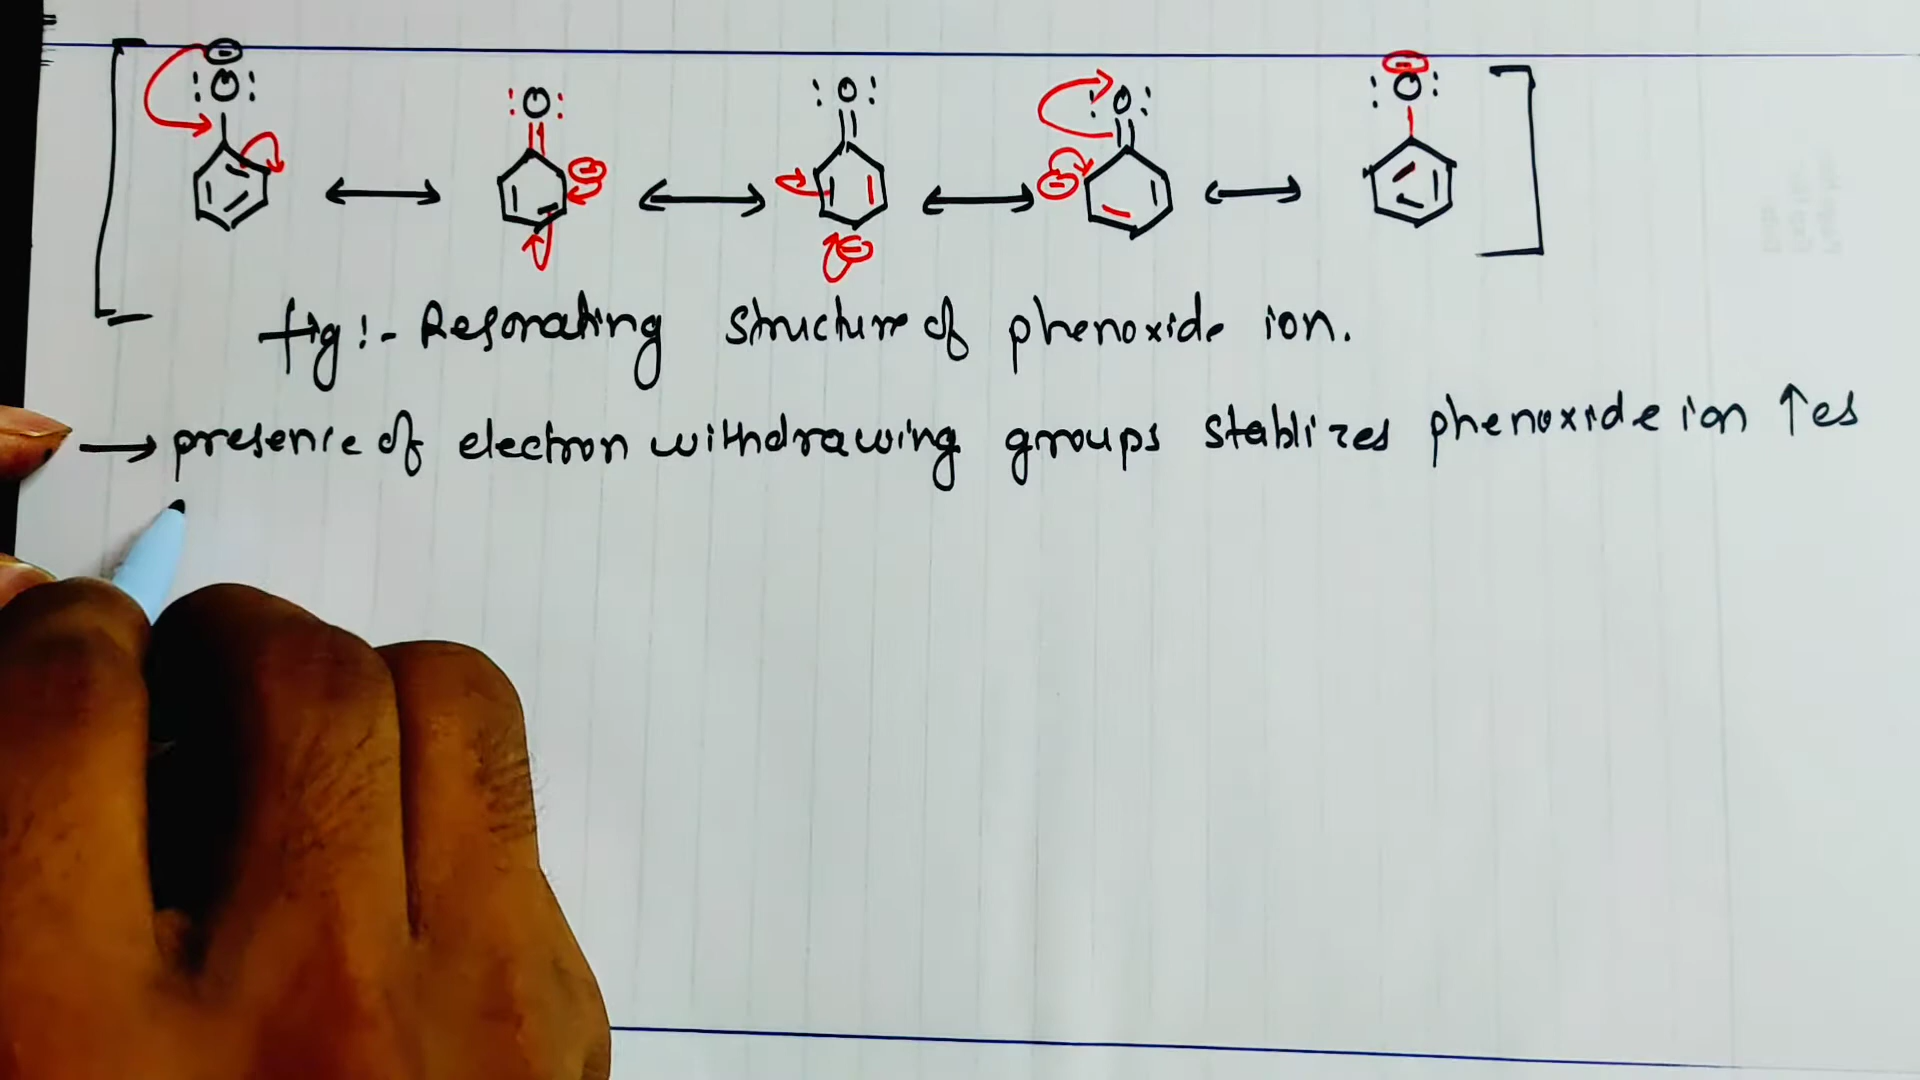 ⊖ ⊖
:O: :O: :O: :O: :O:
⊖ ⊖
⊖
fig:- Resonating structure of phenoxide ion.
→ presence of electron withdrawing groups stablizes phenoxide ion ↑es